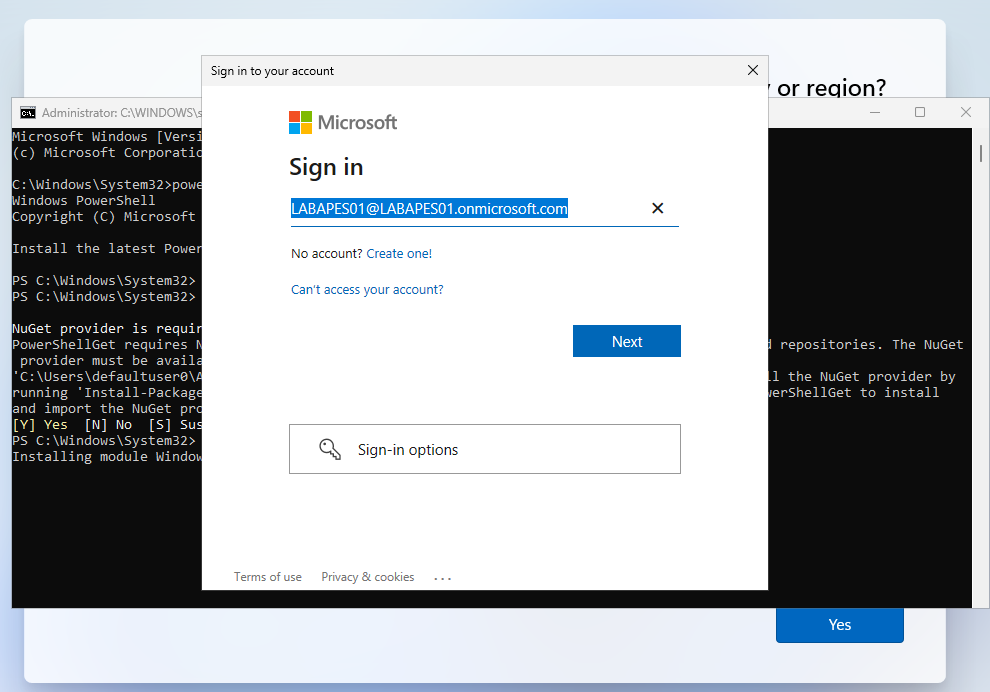 Sign in to your account
or region?
Administrator: C:\WINDOWS\s
Microsoft Windows [Versi
(c) Microsoft Corporatio
C:\Windows\System32>powe
Windows PowerShell
Copyright (C) Microsoft
Install the latest Power
PS C:\Windows\System32>
PS C:\Windows\System32>
NuGet provider is requir
PowerShellGet requires N
repositories. The NuGet
provider must be availa
'C:\Users\defaultuser0\A
ll the NuGet provider by
running 'Install-Package
werShellGet to install
and import the NuGet pro
[Y] Yes [N] No [S] Sus
PS C:\Windows\System32>
Installing module Window
Microsoft
Sign in
LABAPES01@LABAPES01.onmicrosoft.com
No account? Create one!
Can't access your account?
Next
Sign-in options
Terms of use Privacy & cookies ...
Yes